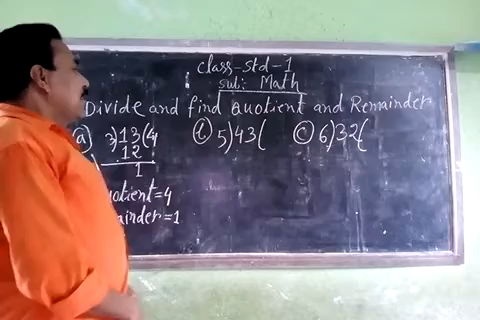 class-std-1
sub: Math
Divide and find Quotient and Remainder
(a) 3)13(4 (b) 5)43( (c) 6)32(
12
1
uotient=4
ainder=1